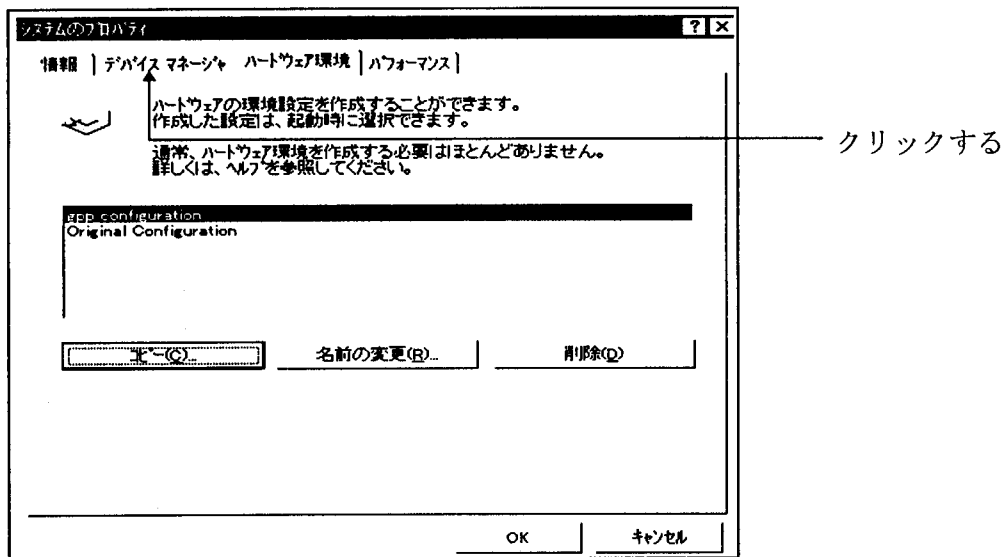 システムのプロパティ
情報 デバイス マネージャ ハードウェア環境 パフォーマンス
ハードウェアの環境設定を作成することができます。
作成した設定は、起動時に選択できます。
クリックする
通常、ハードウェア環境を作成する必要はほとんどありません。
詳しくは、ヘルプを参照してください。
gpp configuration
Original Configuration
コピー(C)... 名前の変更(R)... 削除(D)
OK キャンセル